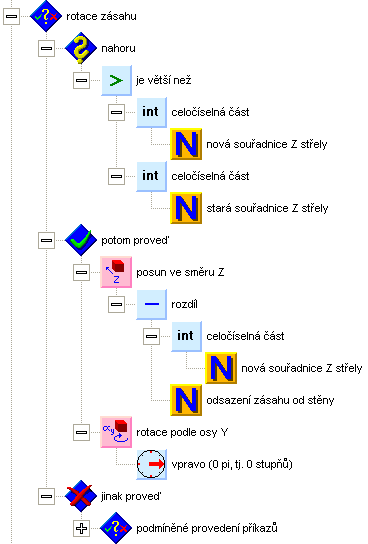 rotace zásahu
nahoru
> je větší než
int celočíselná část
N nová souřadnice Z střely
int celočíselná část
N stará souřadnice Z střely
potom proveď
Z posun ve směru Z
rozdíl
int celočíselná část
N nová souřadnice Z střely
N odsazení zásahu od stěny
αy rotace podle osy Y
vpravo (0 pi, tj. 0 stupňů)
jinak proveď
podmíněné provedení příkazů